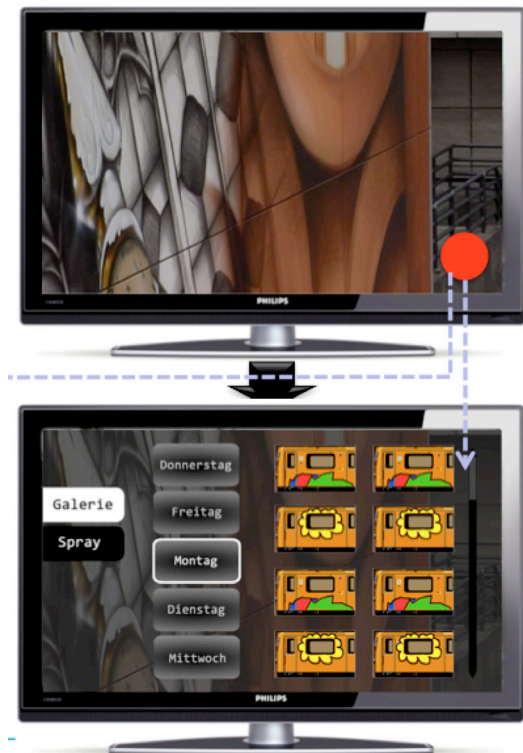 PHILIPS
Galerie
Spray
Donnerstag
Freitag
Montag
Dienstag
Mittwoch
PHILIPS